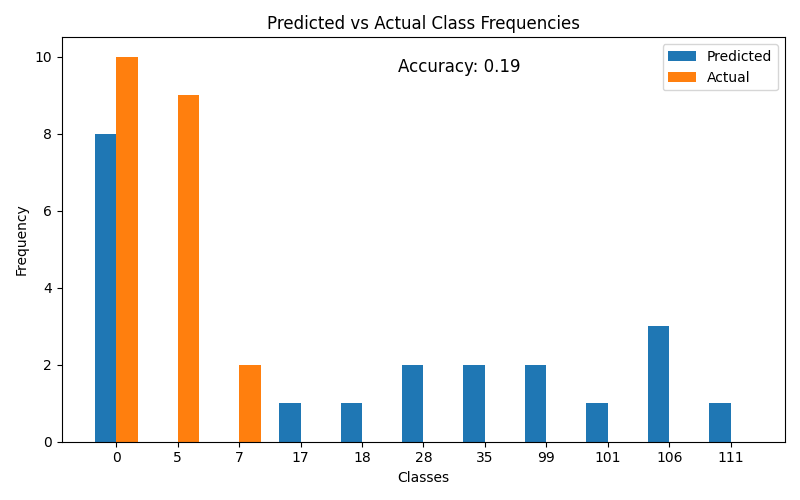 Predicted vs Actual Class Frequencies
Accuracy: 0.19
Predicted
Actual
Frequency
10
8
6
4
2
0
0 5 7 17 18 28 35 99 101 106 111
Classes